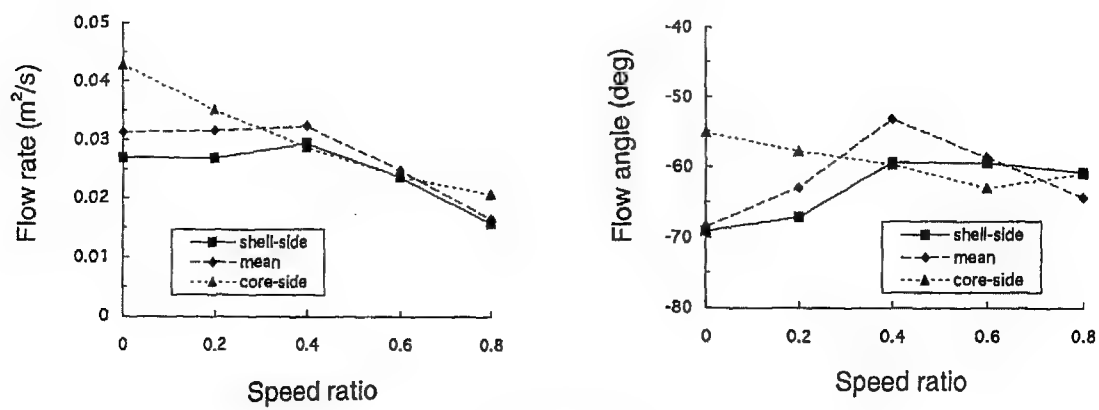 0.05
0.04
0.03
0.02
0.01
0
Flow rate (m²/s)
shell-side
mean
core-side
0 0.2 0.4 0.6 0.8
Speed ratio
-40
-50
-60
-70
-80
Flow angle (deg)
shell-side
mean
core-side
0 0.2 0.4 0.6 0.8
Speed ratio